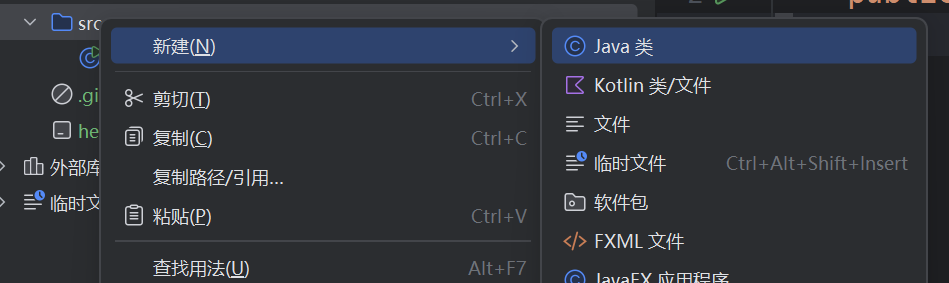 src
新建(N)
Java 类
Kotlin 类/文件
.gi
剪切(T) Ctrl+X
文件
he
复制(C) Ctrl+C
临时文件 Ctrl+Alt+Shift+Insert
外部库
复制路径/引用...
软件包
临时文
粘贴(P) Ctrl+V
FXML 文件
查找用法(U) Alt+F7
JavaFX 应用程序